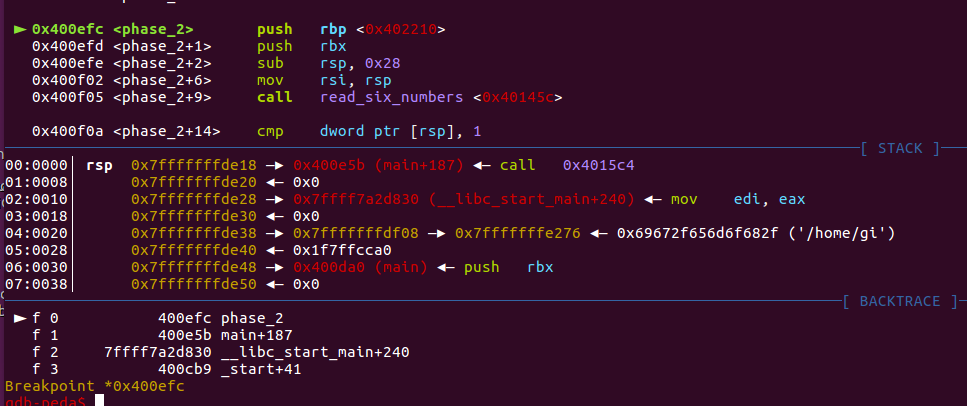 ► 0x400efc <phase_2> push rbp <0x402210>
0x400efd <phase_2+1> push rbx
0x400efe <phase_2+2> sub rsp, 0x28
0x400f02 <phase_2+6> mov rsi, rsp
0x400f05 <phase_2+9> call read_six_numbers <0x40145c>
0x400f0a <phase_2+14> cmp dword ptr [rsp], 1
[ STACK ]
00:0000│ rsp 0x7fffffffde18 —► 0x400e5b (main+187) ◄— call 0x4015c4
01:0008│ 0x7fffffffde20 ◄— 0x0
02:0010│ 0x7fffffffde28 —► 0x7ffff7a2d830 (__libc_start_main+240) ◄— mov edi, eax
03:0018│ 0x7fffffffde30 ◄— 0x0
04:0020│ 0x7fffffffde38 —► 0x7fffffffdf08 —► 0x7fffffffe276 ◄— 0x69672f656d6f682f ('/home/gi')
05:0028│ 0x7fffffffde40 ◄— 0x1f7ffcca0
06:0030│ 0x7fffffffde48 —► 0x400da0 (main) ◄— push rbx
07:0038│ 0x7fffffffde50 ◄— 0x0
[ BACKTRACE ]
► f 0 400efc phase_2
f 1 400e5b main+187
f 2 7ffff7a2d830 __libc_start_main+240
f 3 400cb9 _start+41
Breakpoint *0x400efc
gdb-peda$